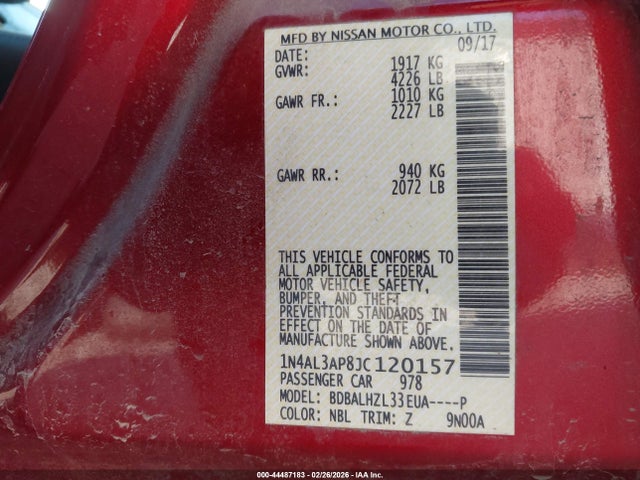 MFD BY NISSAN MOTOR CO., LTD.
DATE: 09/17
GVWR: 1917 KG
4226 LB
GAWR FR.: 1010 KG
2227 LB
GAWR RR.: 940 KG
2072 LB
THIS VEHICLE CONFORMS TO
ALL APPLICABLE FEDERAL
MOTOR VEHICLE SAFETY,
BUMPER, AND THEFT
PREVENTION STANDARDS IN
EFFECT ON THE DATE OF
MANUFACTURE SHOWN ABOVE.
1N4AL3AP8JC120157
PASSENGER CAR 978
MODEL: BDBALHZL33EUA----P
COLOR: NBL TRIM: Z 9N00A
000-44487183 - 02/26/2026 - IAA Inc.